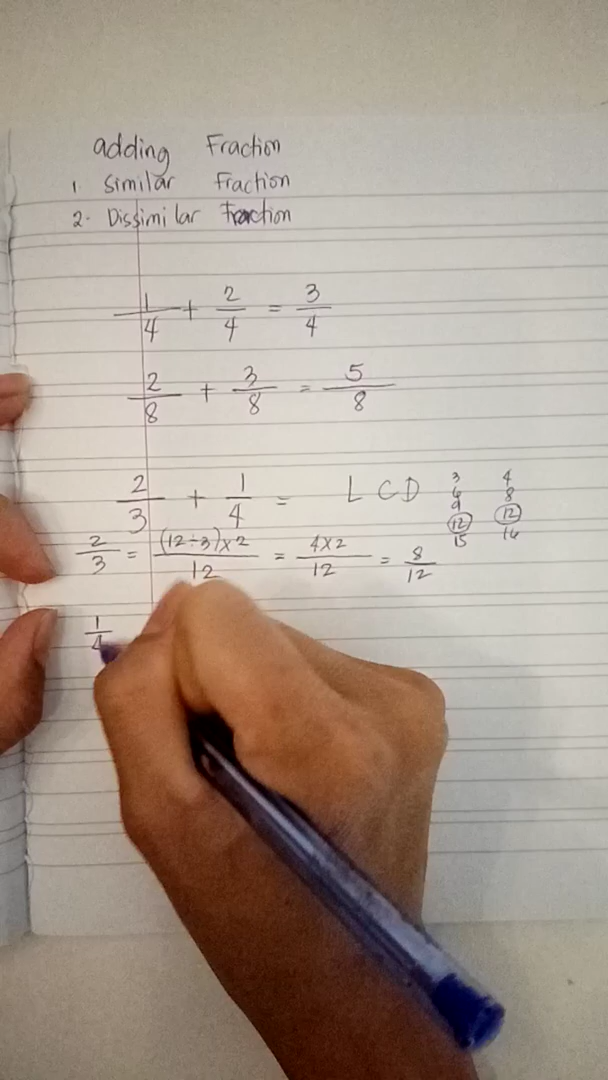 adding Fraction
1. Similar Fraction
2. Dissimilar Fraction
1/4 + 2/4 = 3/4
2/8 + 3/8 = 5/8
2/3 + 1/4 = LCD
3 4
6 8
9 12
12 16
15
2/3 = (12÷3)x2/12 = 4x2/12 = 8/12
1/4